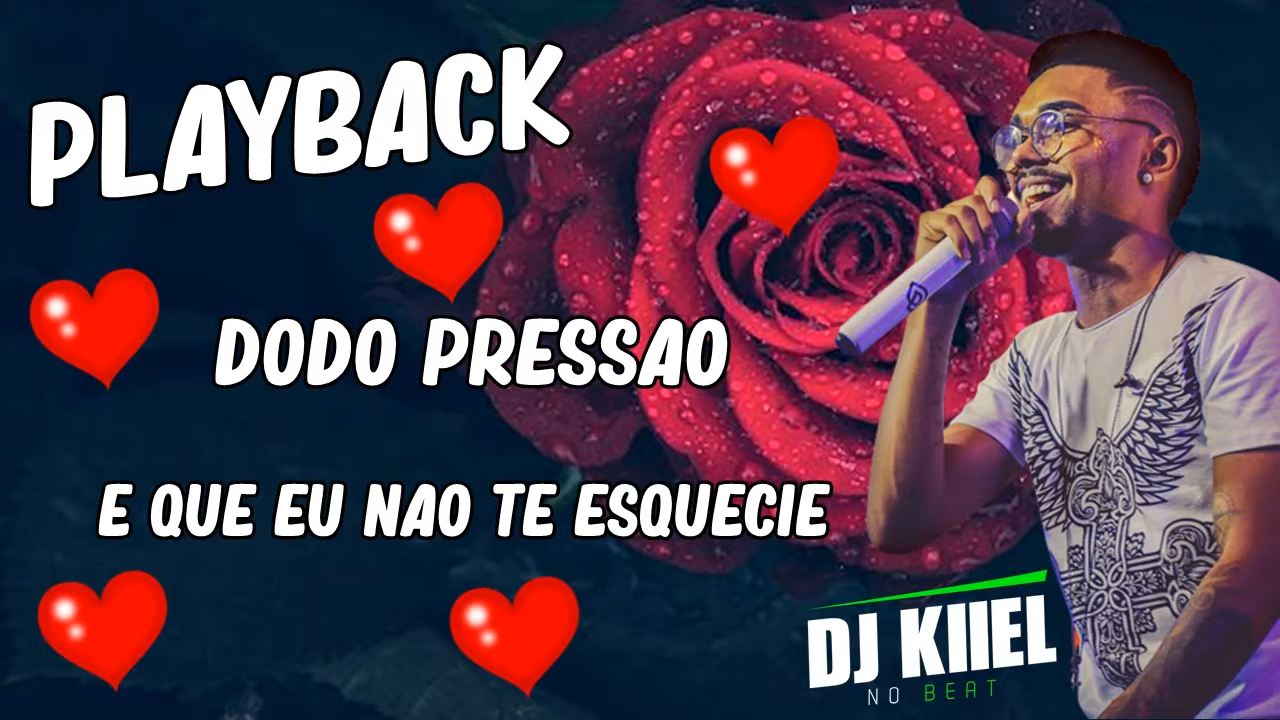 PLAYBACK
DODO PRESSAO
E QUE EU NAO TE ESQUECIE
DJ KIIEL
NO BEAT